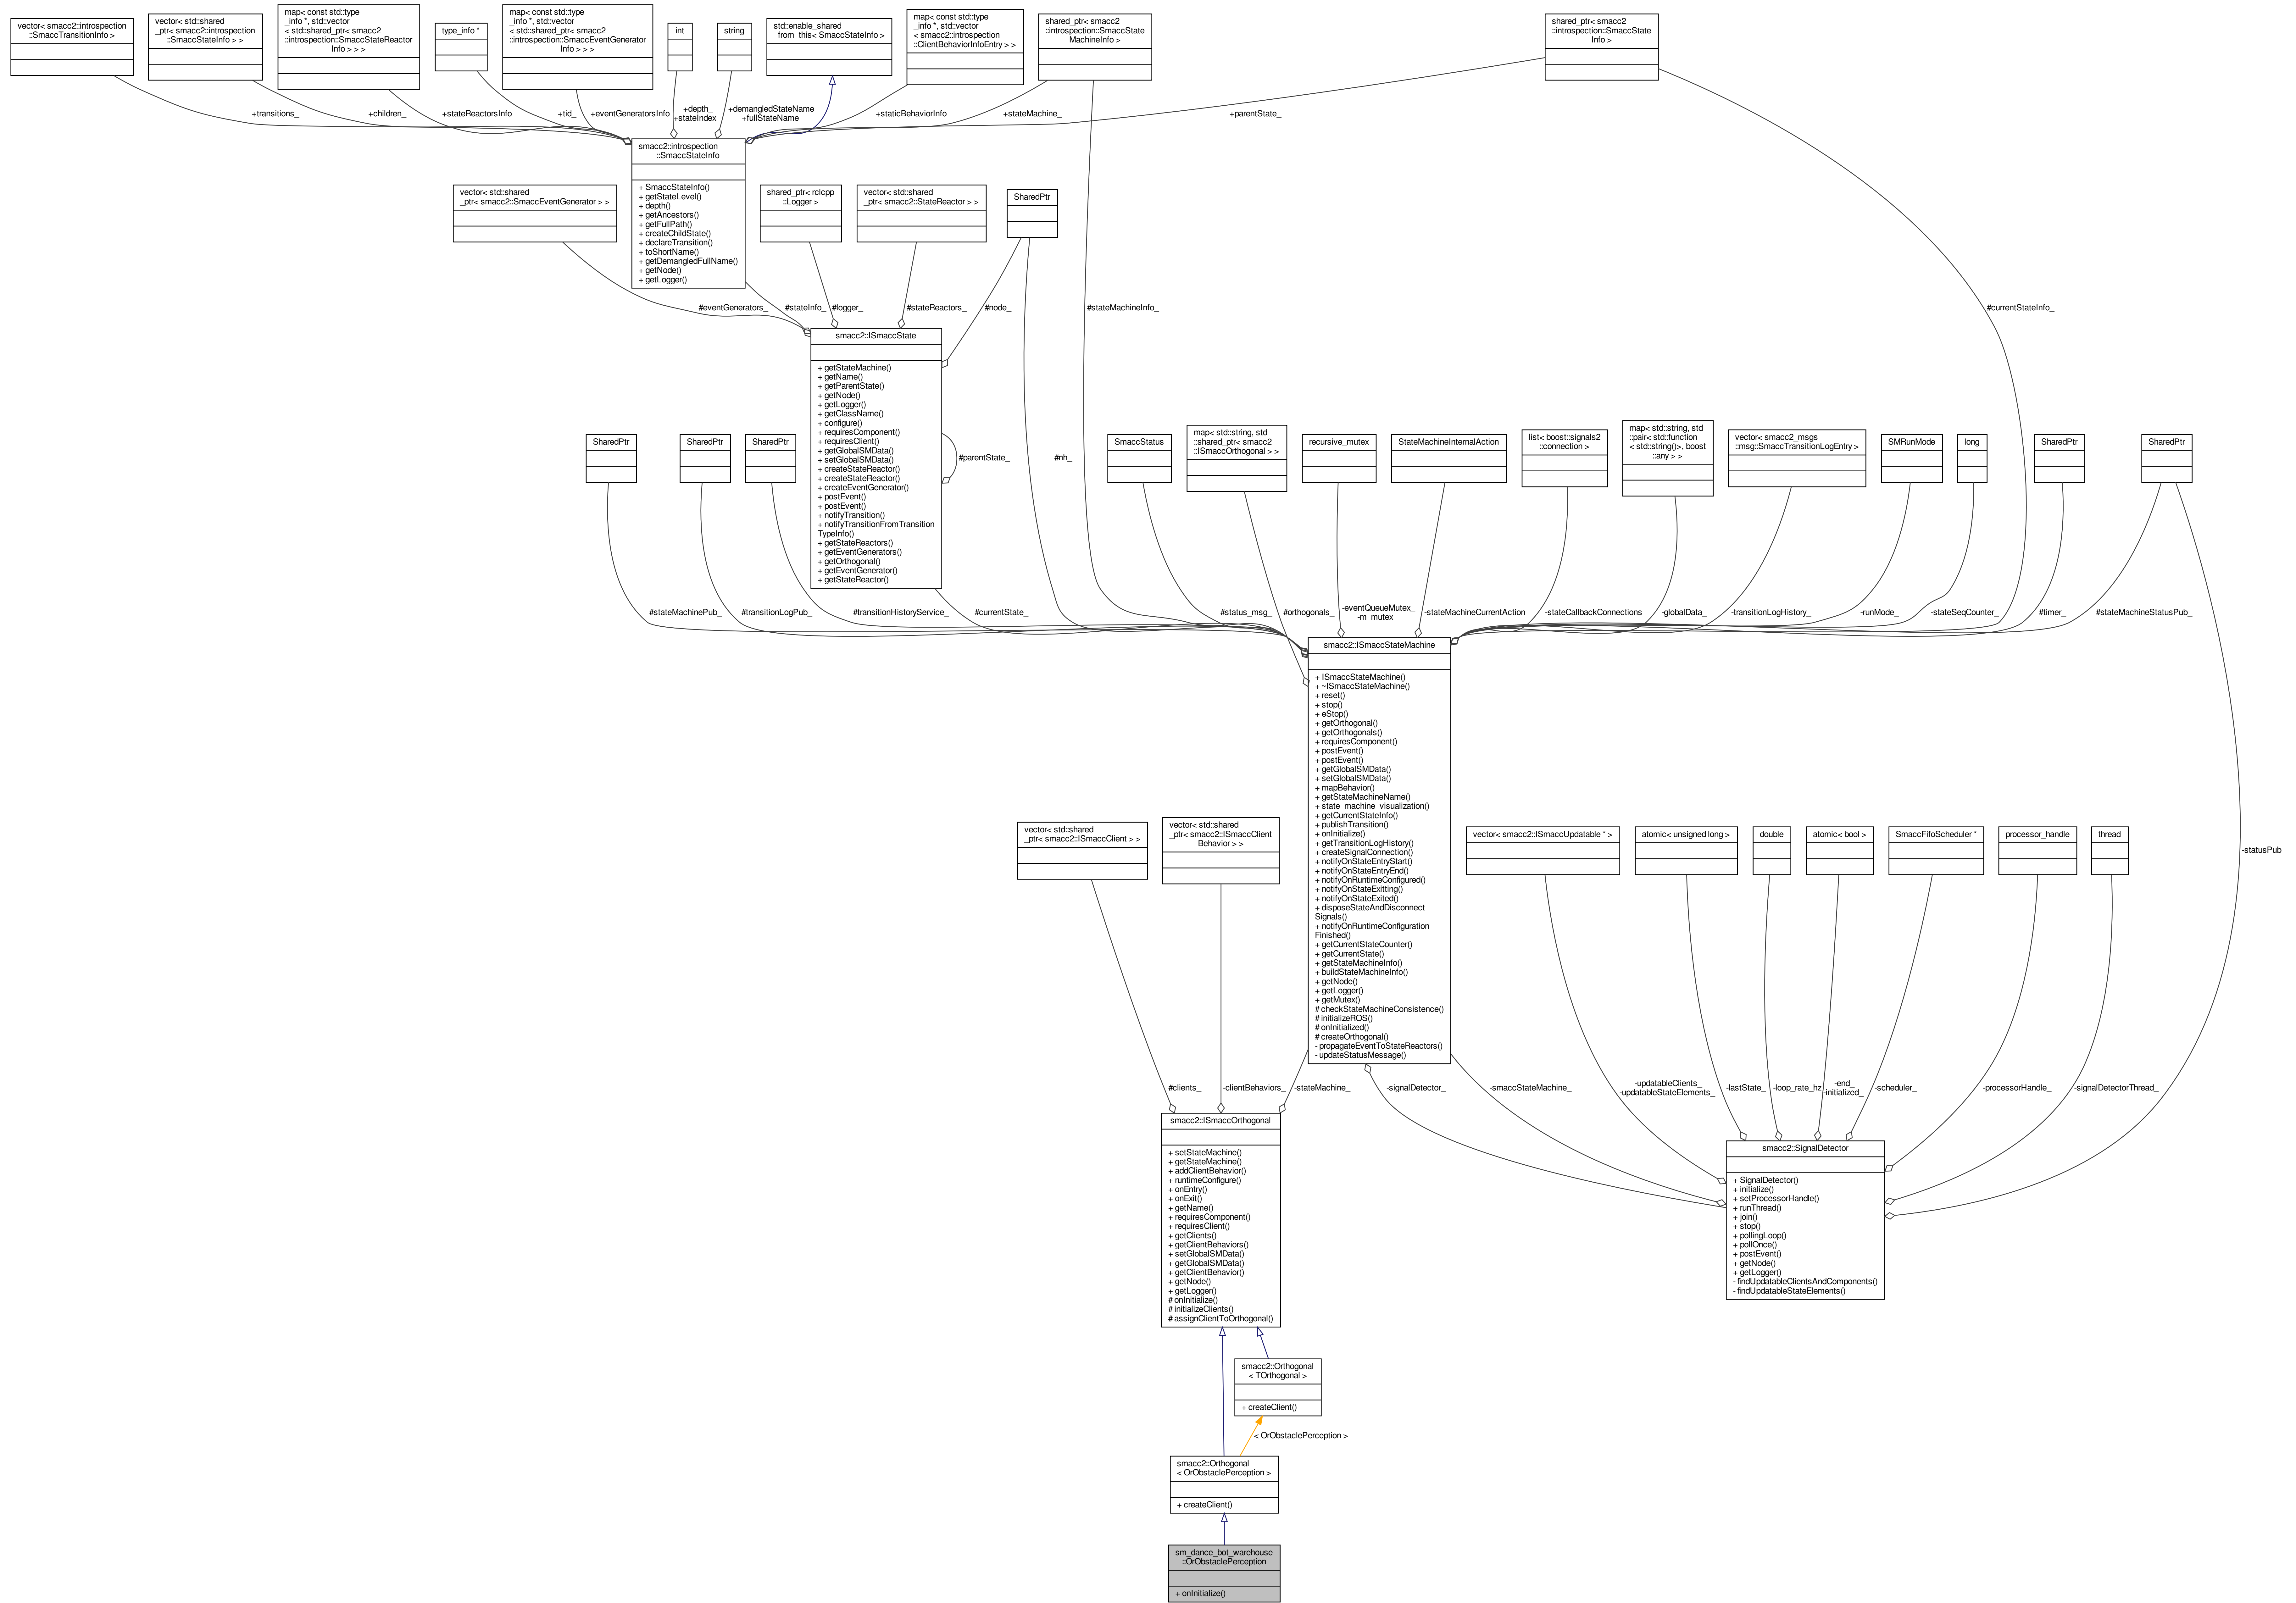 vector< smacc2::introspection
::SmaccTransitionInfo >
vector< std::shared
_ptr< smacc2::introspection
::SmaccStateInfo > >
map< const std::type
_info *, std::vector
< std::shared_ptr< smacc2
::introspection::SmaccStateReactor
Info > > >
type_info *
map< const std::type
_info *, std::vector
< std::shared_ptr< smacc2
::introspection::SmaccEventGenerator
Info > > >
int
string
std::enable_shared
_from_this< SmaccStateInfo >
map< const std::type
_info *, std::vector
< smacc2::introspection
::ClientBehaviorInfoEntry > >
shared_ptr< smacc2
::introspection::SmaccState
MachineInfo >
shared_ptr< smacc2
::introspection::SmaccState
Info >
+transitions_
+children_
+stateReactorsInfo
+tid_
+eventGeneratorsInfo
+depth_
+stateIndex_
+demangledStateName
+fullStateName
+staticBehaviorInfo
+stateMachine_
+parentState_
smacc2::introspection
::SmaccStateInfo
+ SmaccStateInfo()
+ getStateLevel()
+ depth()
+ getAncestors()
+ getFullPath()
+ createChildState()
+ declareTransition()
+ toShortName()
+ getDemangledFullName()
+ getNode()
+ getLogger()
vector< std::shared
_ptr< smacc2::SmaccEventGenerator > >
shared_ptr< rclcpp
::Logger >
vector< std::shared
_ptr< smacc2::StateReactor > >
SharedPtr
#eventGenerators_
#stateInfo_
#logger_
#stateReactors_
#node_
#stateMachineInfo_
#currentStateInfo_
smacc2::ISmaccState
+ getStateMachine()
+ getName()
+ getParentState()
+ getNode()
+ getLogger()
+ getClassName()
+ configure()
+ requiresComponent()
+ requiresClient()
+ getGlobalSMData()
+ setGlobalSMData()
+ createStateReactor()
+ createStateReactor()
+ createEventGenerator()
+ postEvent()
+ postEvent()
+ notifyTransition()
+ notifyTransitionFromTransition
TypeInfo()
+ getStateReactors()
+ getEventGenerators()
+ getOrthogonal()
+ getEventGenerator()
+ getStateReactor()
#parentState_
#nh_
SharedPtr
SharedPtr
SharedPtr
SmaccStatus
map< std::string, std
::shared_ptr< smacc2
::ISmaccOrthogonal > >
recursive_mutex
StateMachineInternalAction
list< boost::signals2
::connection >
map< std::string, std
::pair< std::function
< std::string()>, boost
::any > >
vector< smacc2_msgs
::msg::SmaccTransitionLogEntry >
SMRunMode
long
SharedPtr
SharedPtr
#stateMachinePub_
#transitionLogPub_
#transitionHistoryService_
#currentState_
#status_msg_
#orthogonals_
-eventQueueMutex_
-m_mutex_
-stateMachineCurrentAction
-stateCallbackConnections
-globalData_
-transitionLogHistory_
-runMode_
-stateSeqCounter_
#timer_
#stateMachineStatusPub_
smacc2::ISmaccStateMachine
+ ISmaccStateMachine()
+ ~ISmaccStateMachine()
+ reset()
+ stop()
+ eStop()
+ getOrthogonal()
+ getOrthogonals()
+ requiresComponent()
+ postEvent()
+ postEvent()
+ getGlobalSMData()
+ setGlobalSMData()
+ mapBehavior()
+ getStateMachineName()
+ state_machine_visualization()
+ getCurrentStateInfo()
+ publishTransition()
+ onInitialize()
+ getTransitionLogHistory()
+ createSignalConnection()
+ notifyOnStateEntryStart()
+ notifyOnStateEntryEnd()
+ notifyOnRuntimeConfigured()
+ notifyOnStateExitting()
+ notifyOnStateExited()
+ disposeStateAndDisconnect
Signals()
+ notifyOnRuntimeConfiguration
Finished()
+ getCurrentStateCounter()
+ getCurrentState()
+ getStateMachineInfo()
+ buildStateMachineInfo()
+ getNode()
+ getLogger()
+ getMutex()
# checkStateMachineConsistence()
# initializeROS()
# onInitialized()
# createOrthogonal()
- propagateEventToStateReactors()
- updateStatusMessage()
vector< std::shared
_ptr< smacc2::ISmaccClient > >
vector< std::shared
_ptr< smacc2::ISmaccClient
Behavior > >
vector< smacc2::ISmaccUpdatable * >
atomic< unsigned long >
double
atomic< bool >
SmaccFifoScheduler *
processor_handle
thread
-statusPub_
#clients_
-clientBehaviors_
-stateMachine_
-signalDetector_
-smaccStateMachine_
-updatableClients_
-updatableStateElements_
-lastState_
-loop_rate_hz
-end_
-initialized_
-scheduler_
-processorHandle_
-signalDetectorThread_
smacc2::ISmaccOrthogonal
+ setStateMachine()
+ getStateMachine()
+ addClientBehavior()
+ runtimeConfigure()
+ onEntry()
+ onExit()
+ getName()
+ requiresComponent()
+ requiresClient()
+ getClients()
+ getClientBehaviors()
+ setGlobalSMData()
+ getGlobalSMData()
+ getClientBehavior()
+ getNode()
+ getLogger()
# onInitialize()
# initializeClients()
# assignClientToOrthogonal()
smacc2::SignalDetector
+ SignalDetector()
+ initialize()
+ setProcessorHandle()
+ runThread()
+ join()
+ stop()
+ pollingLoop()
+ pollOnce()
+ postEvent()
+ getNode()
+ getLogger()
- findUpdatableClientsAndComponents()
- findUpdatableStateElements()
smacc2::Orthogonal
< TOrthogonal >
+ createClient()
< OrObstaclePerception >
smacc2::Orthogonal
< OrObstaclePerception >
+ createClient()
sm_dance_bot_warehouse
::OrObstaclePerception
+ onInitialize()